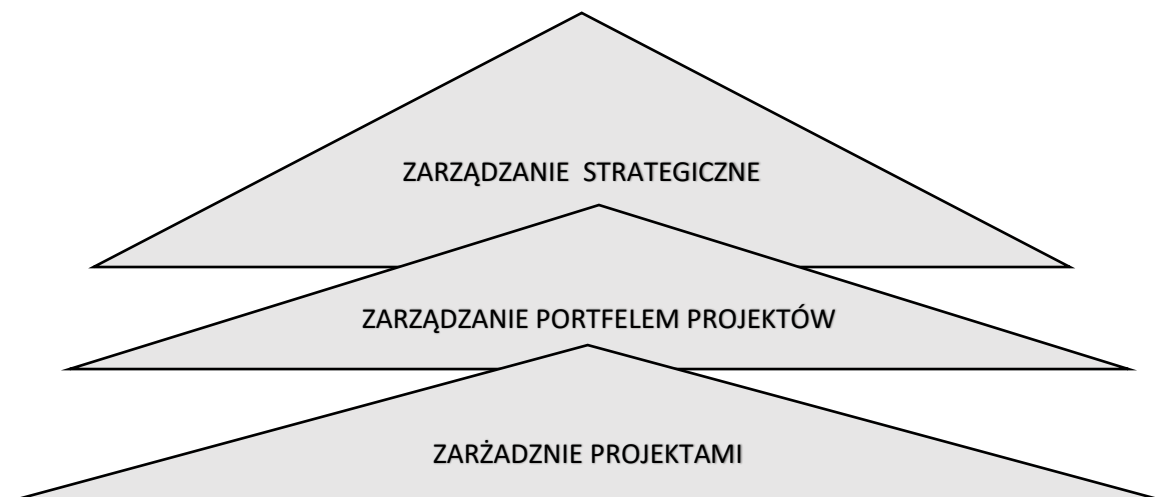 ZARZĄDZANIE  STRATEGICZNE
ZARZĄDZANIE PORTFELEM PROJEKTÓW
ZARŻADZNIE PROJEKTAMI